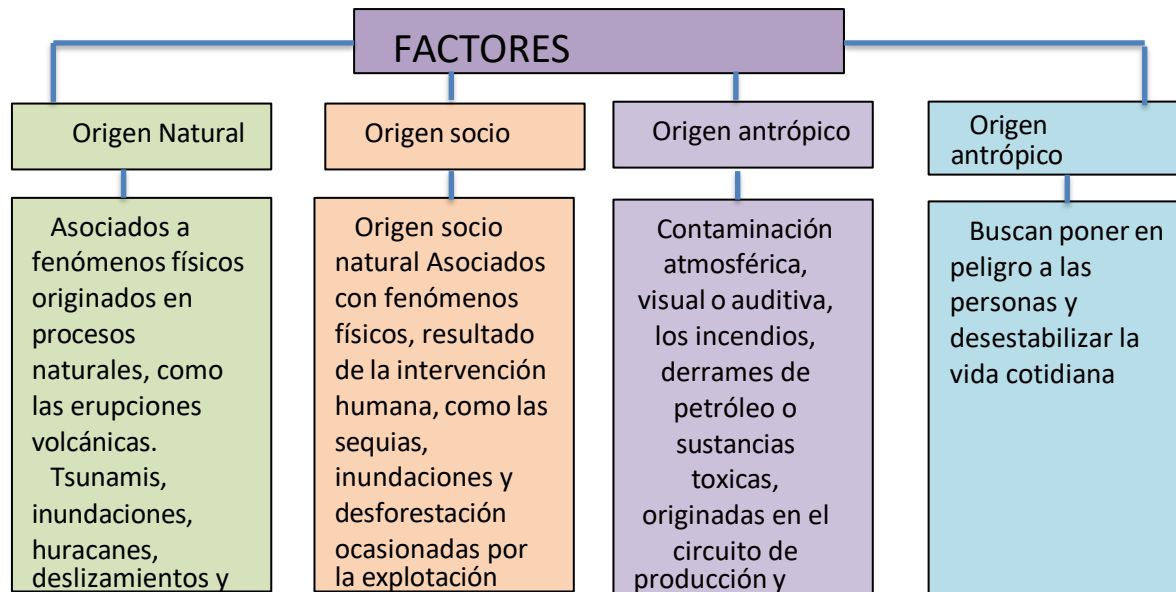 FACTORES
Origen Natural
Asociados a
fenómenos físicos
originados en
procesos
naturales, como
las erupciones
volcánicas.
Tsunamis,
inundaciones,
huracanes,
deslizamientos y
Origen socio
Origen socio
natural Asociados
con fenómenos
físicos, resultado
de la intervención
humana, como las
sequias,
inundaciones y
desforestación
ocasionadas por
la explotación
Origen antrópico
Contaminación
atmosférica,
visual o auditiva,
los incendios,
derrames de
petróleo o
sustancias
toxicas,
originadas en el
circuito de
producción y
Origen
antrópico
Buscan poner en
peligro a las
personas y
desestabilizar la
vida cotidiana